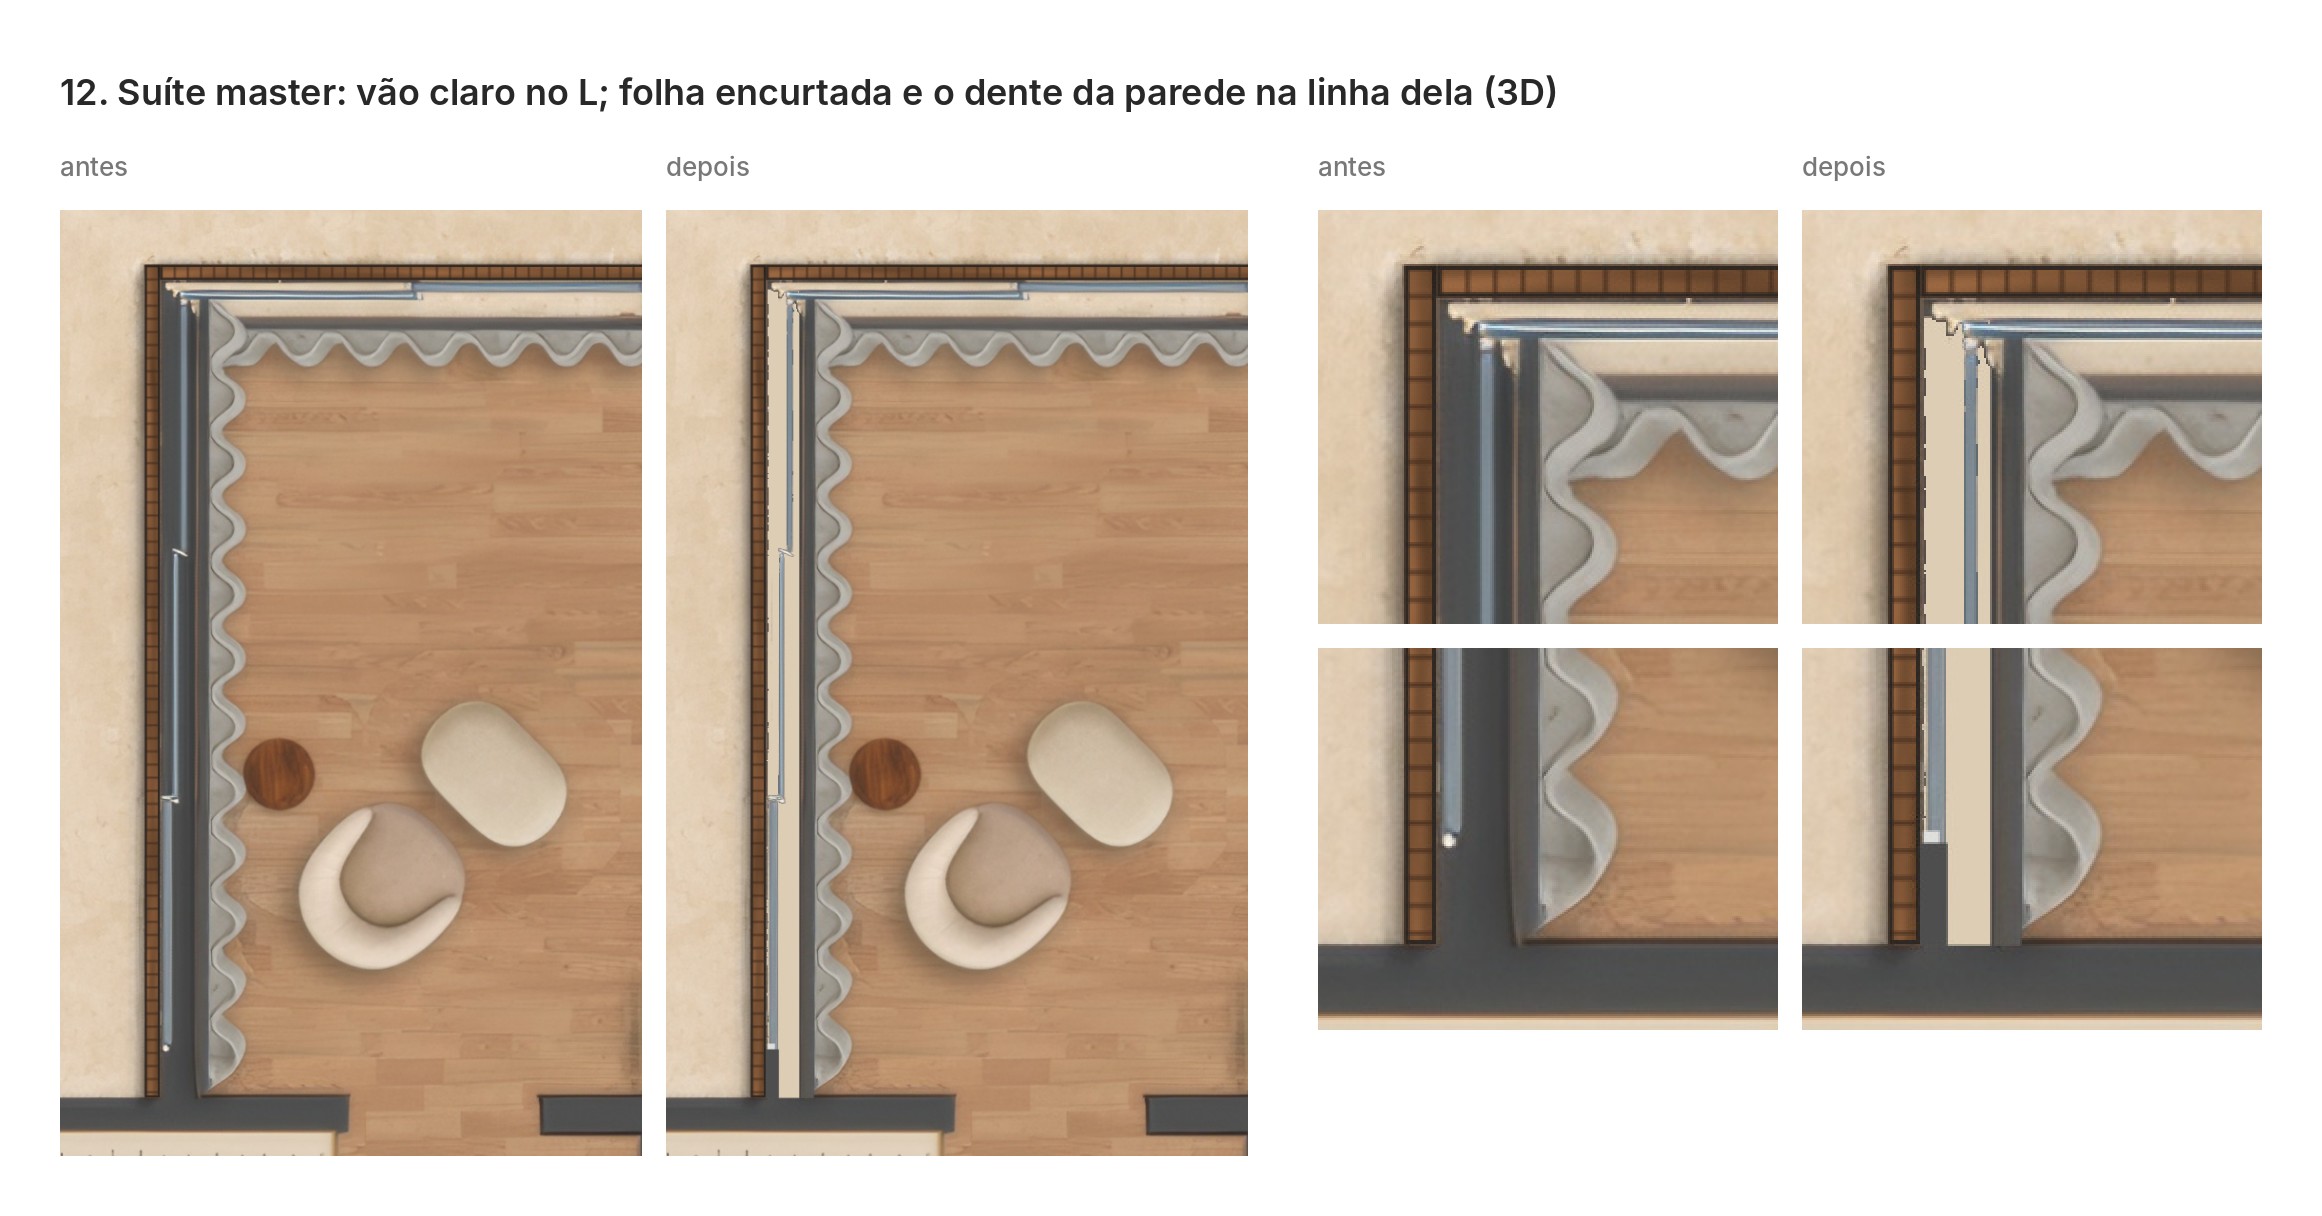 12. Suíte master: vão claro no L; folha encurtada e o dente da parede na linha dela (3D)
antes
depois
antes
depois